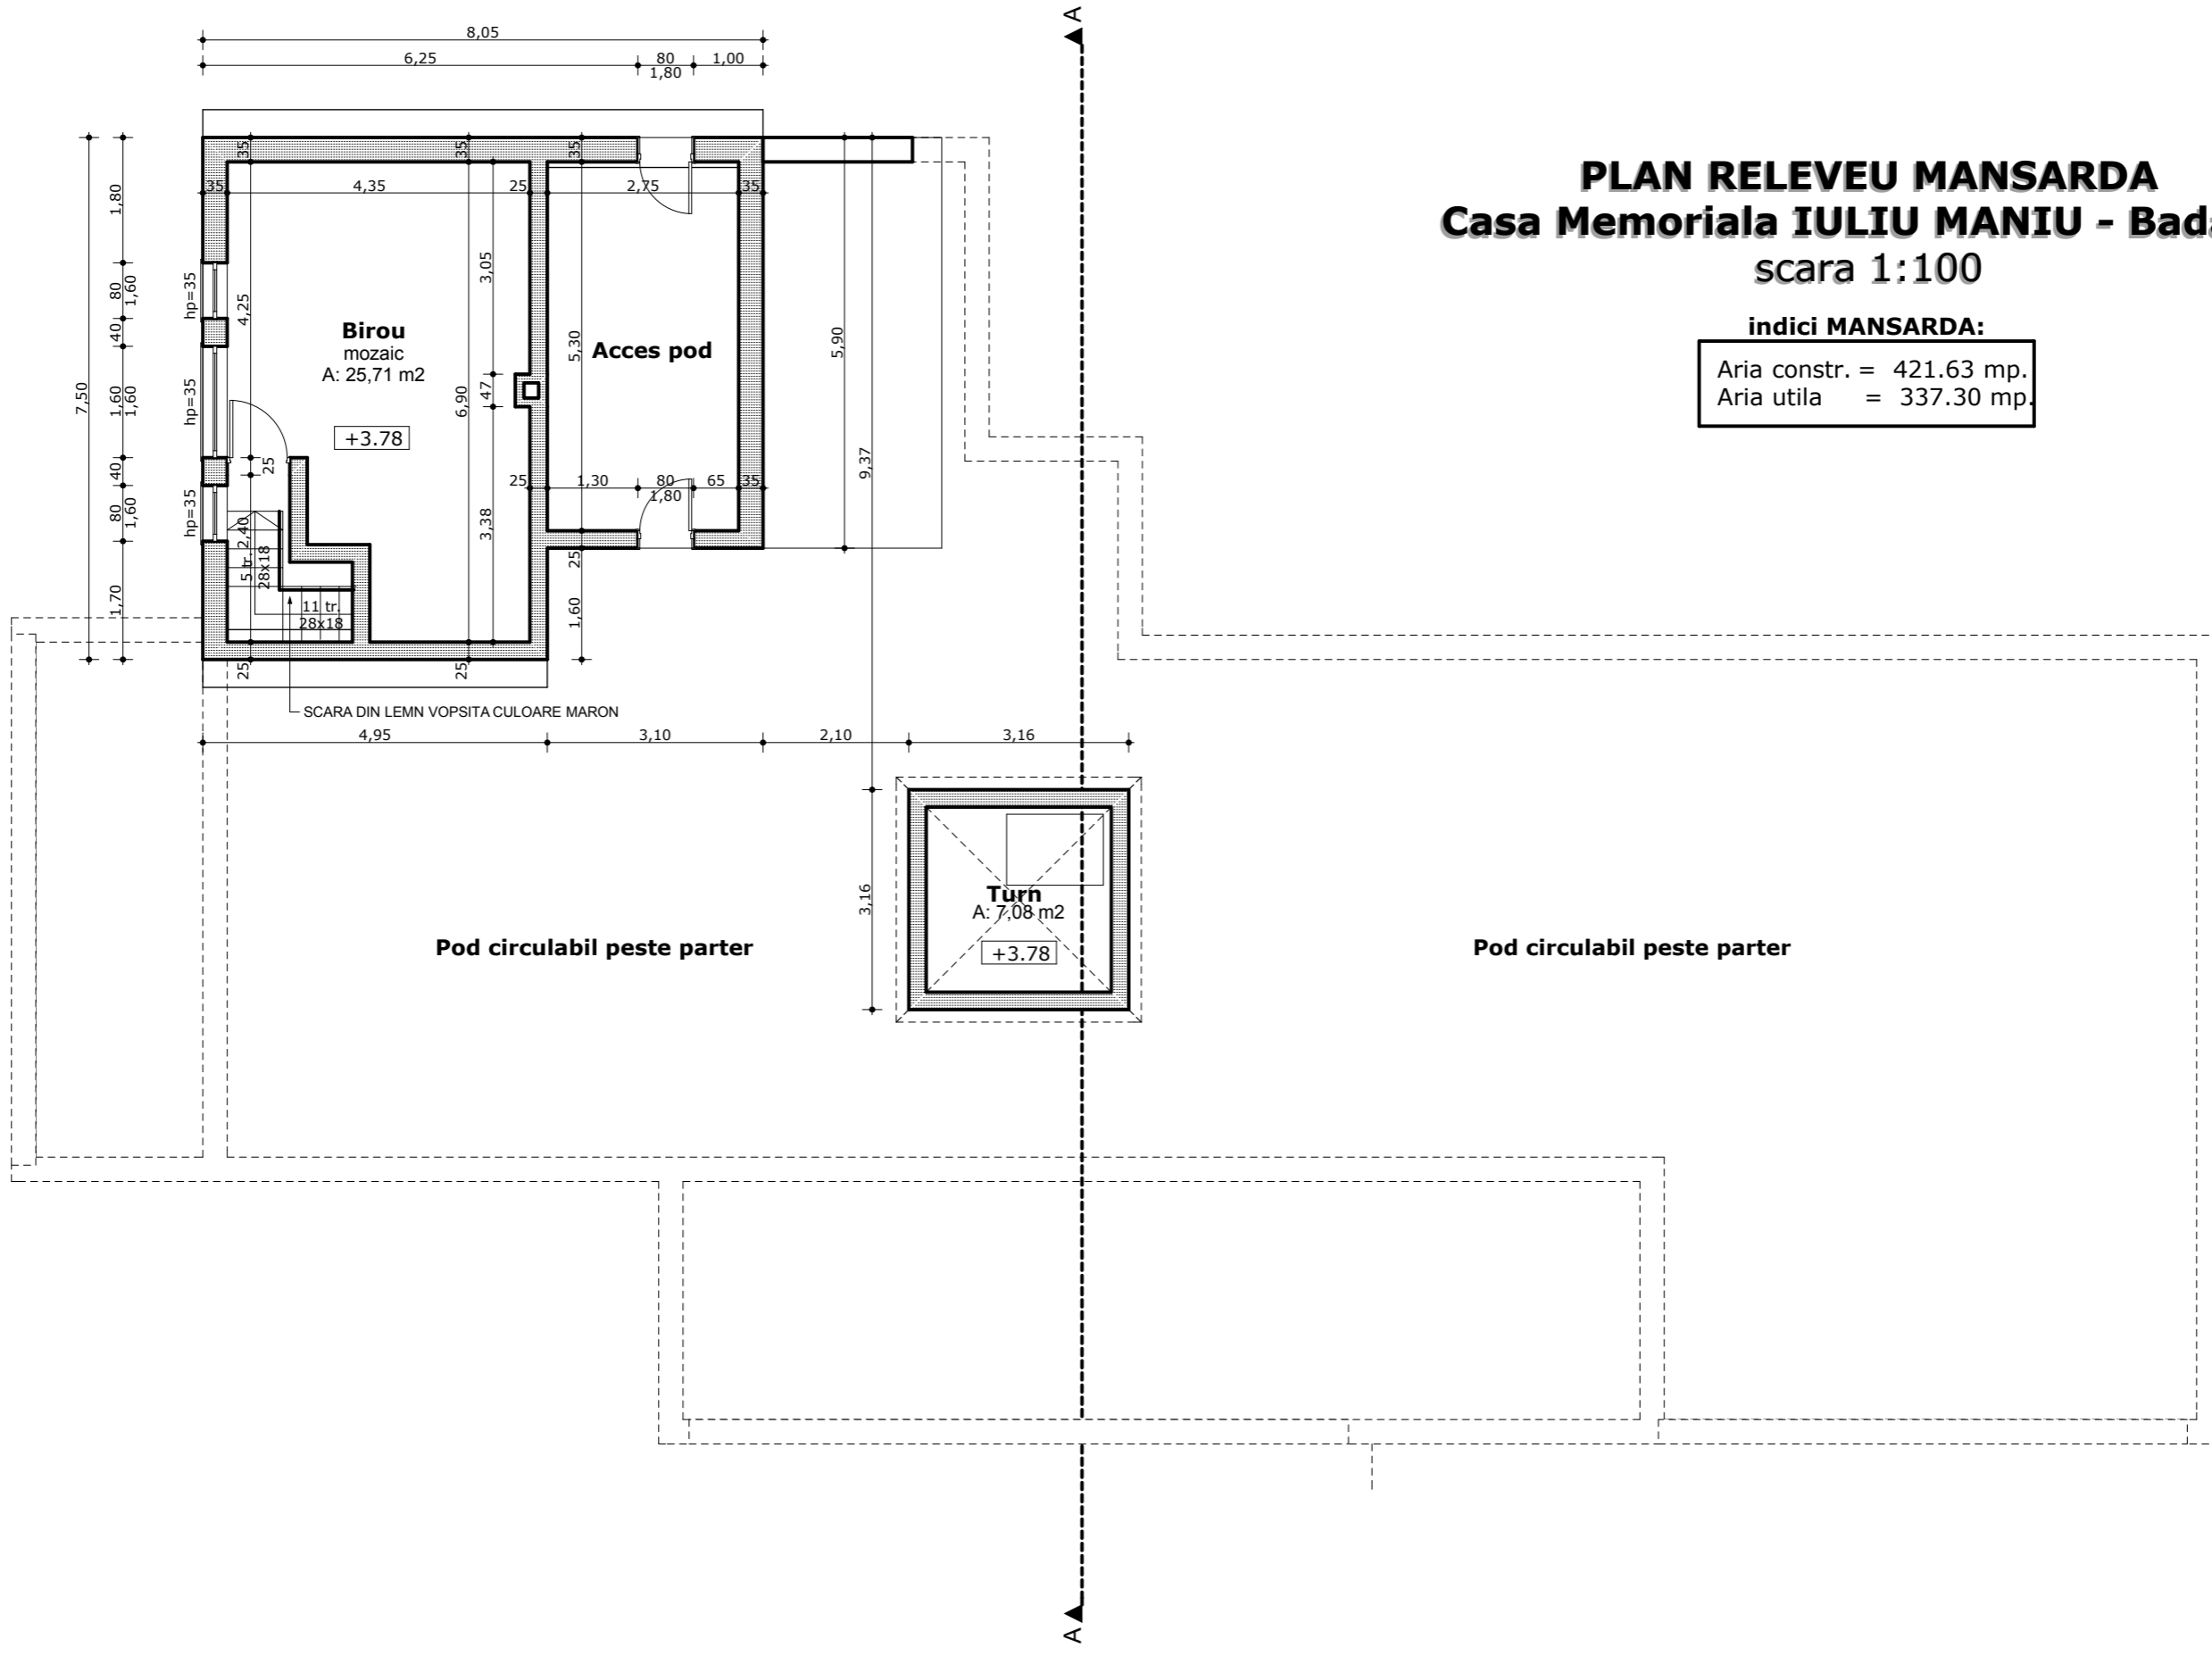 A
8,05
6,25
80
1,80
1,00
PLAN RELEVEU MANSARDA
Casa Memoriala IULIU MANIU - Bad
scara 1:100
indici MANSARDA:
Aria constr. = 421.63 mp.
Aria utila = 337.30 mp.
35
35
35
35
4,35
25
2,75
35
7,50
1,80
80
1,60
40
1,60
1,60
40
80
1,60
1,70
hp=35
hp=35
hp=35
4,25
25
2,40
25
35
6,90
25
3,05
47
3,38
5,30
25
1,60
5,90
9,37
3,16
Birou
mozaic
A: 25,71 m2
+3.78
Acces pod
25
1,30
80
1,80
65
35
5 tr.
28x18
11 tr.
28x18
SCARA DIN LEMN VOPSITA CULOARE MARON
4,95
3,10
2,10
3,16
Turn
A: 7,08 m2
+3.78
Pod circulabil peste parter
Pod circulabil peste parter
A